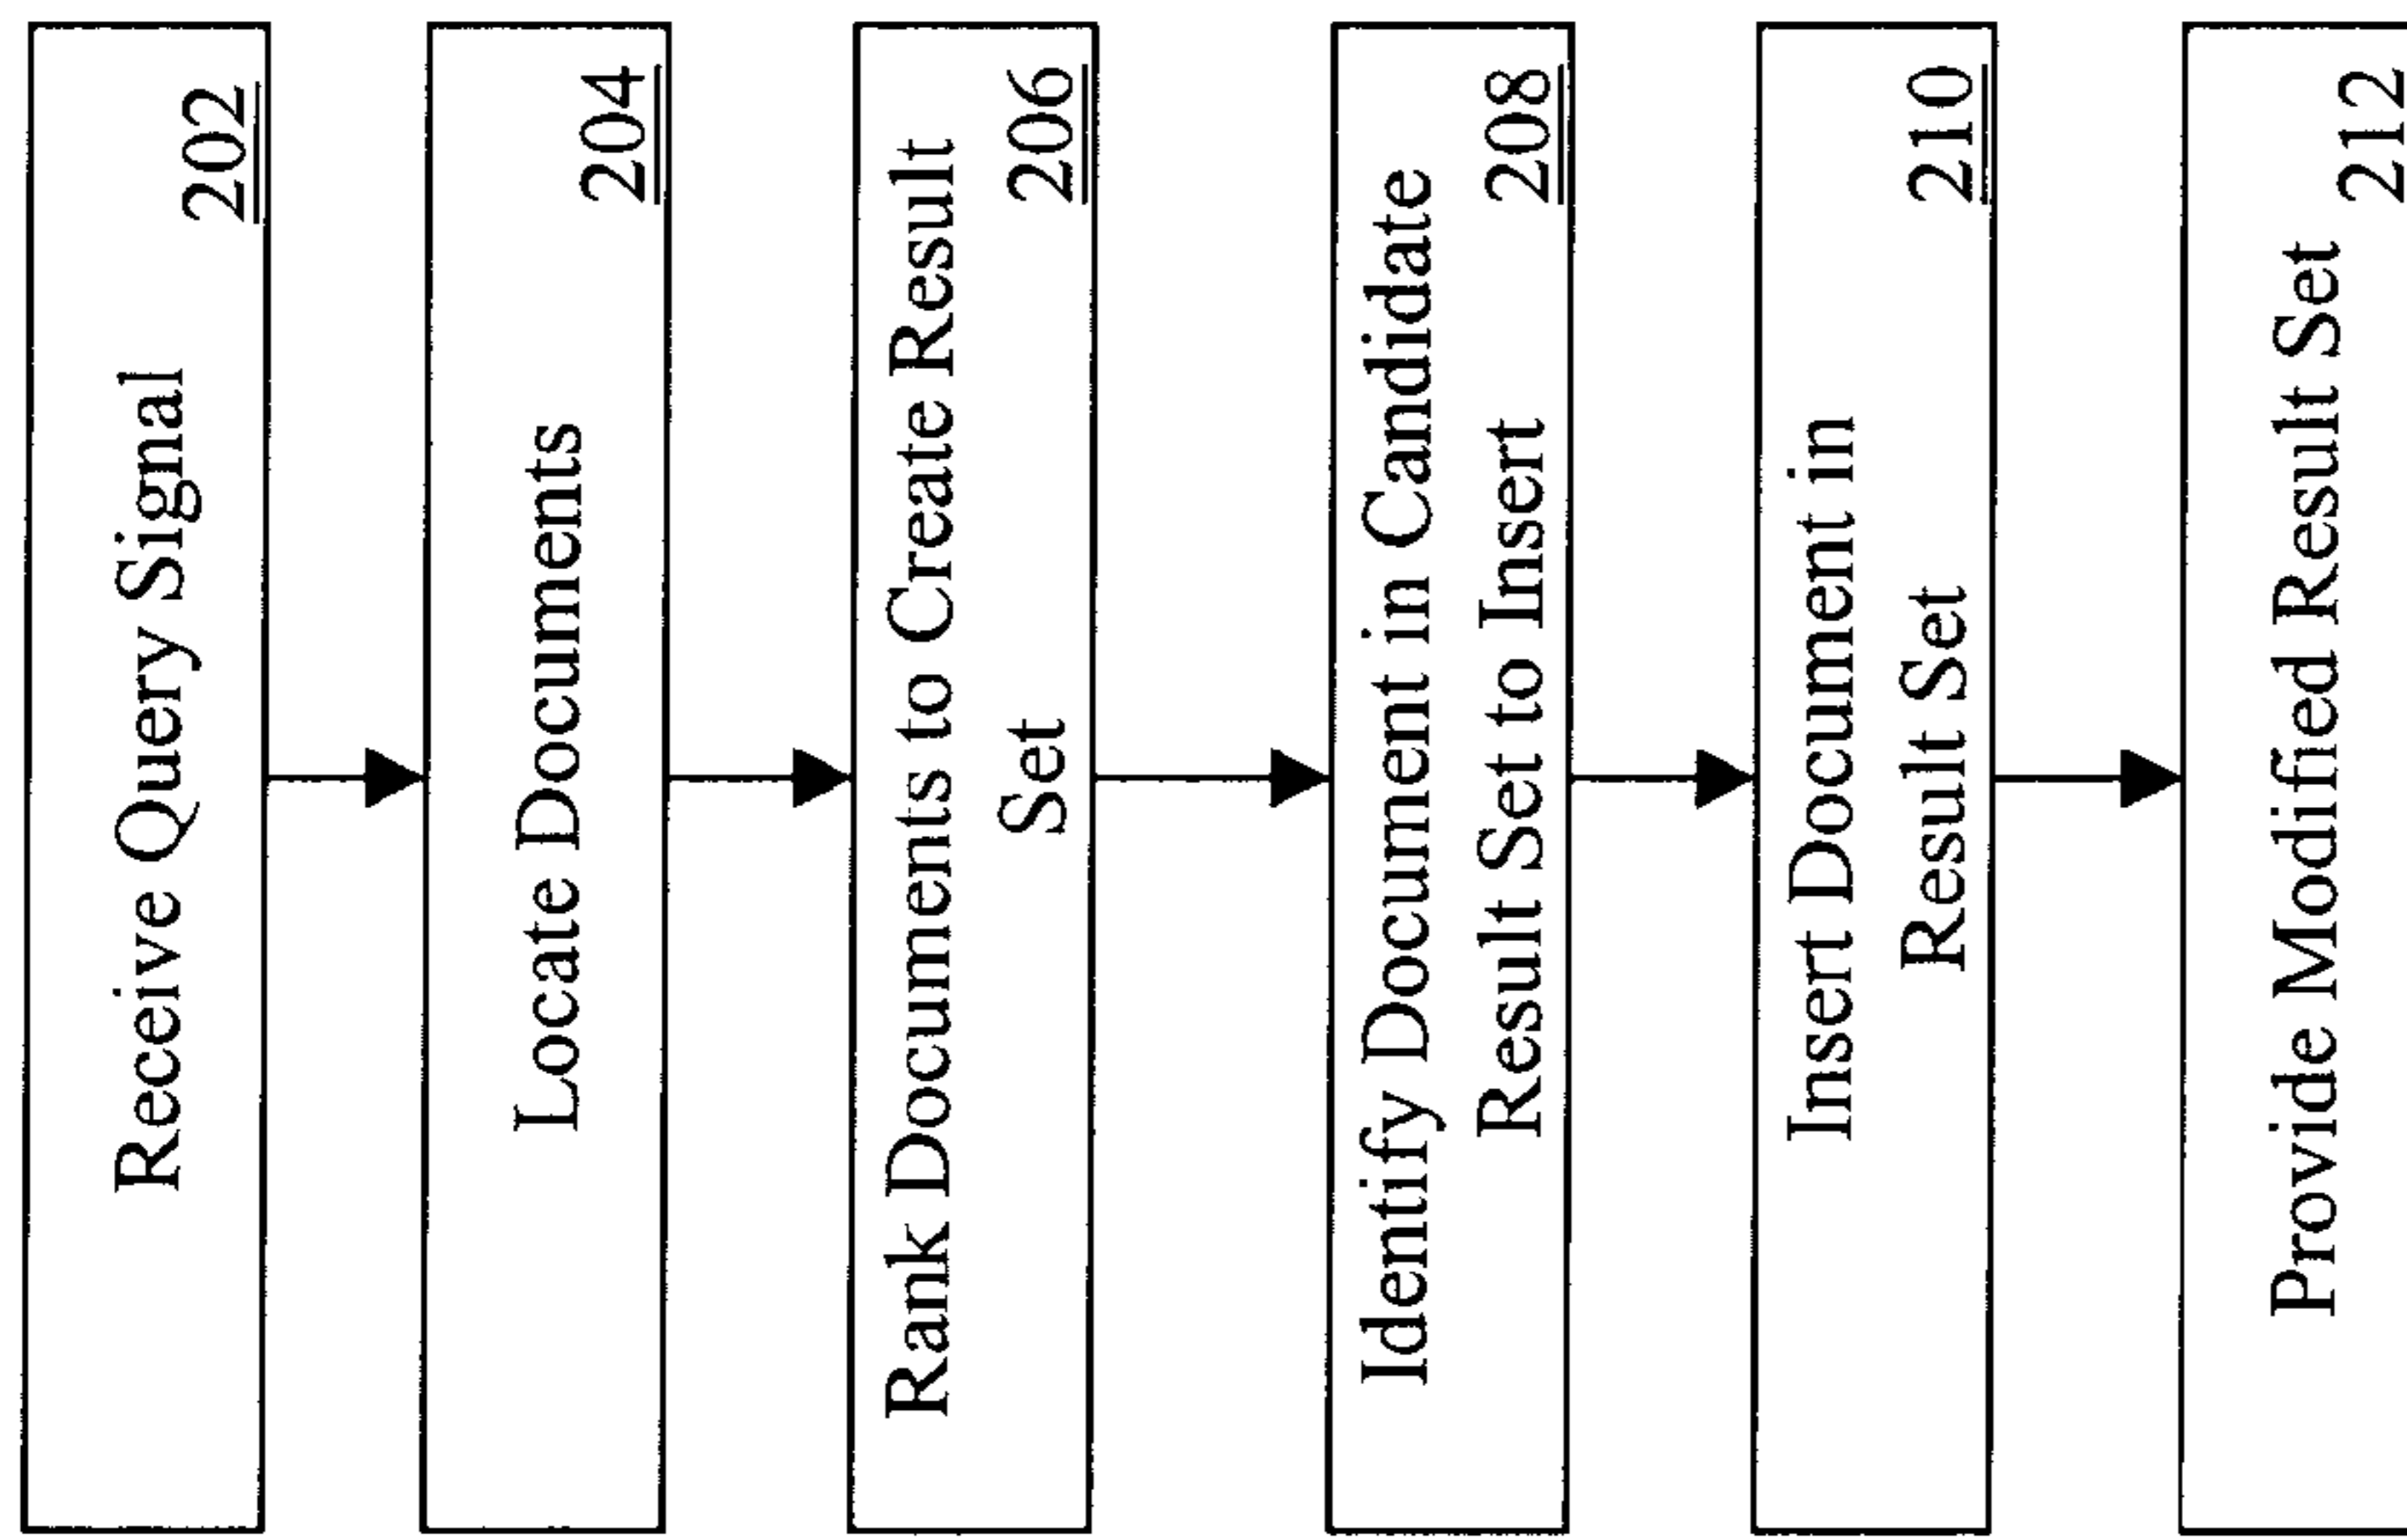 Receive Query Signal
202
Locate Documents
204
Rank Documents to Create Result
Set
206
Identify Document in Candidate
Result Set to Insert
208
Insert Document in
Result Set
210
Provide Modified Result Set
212